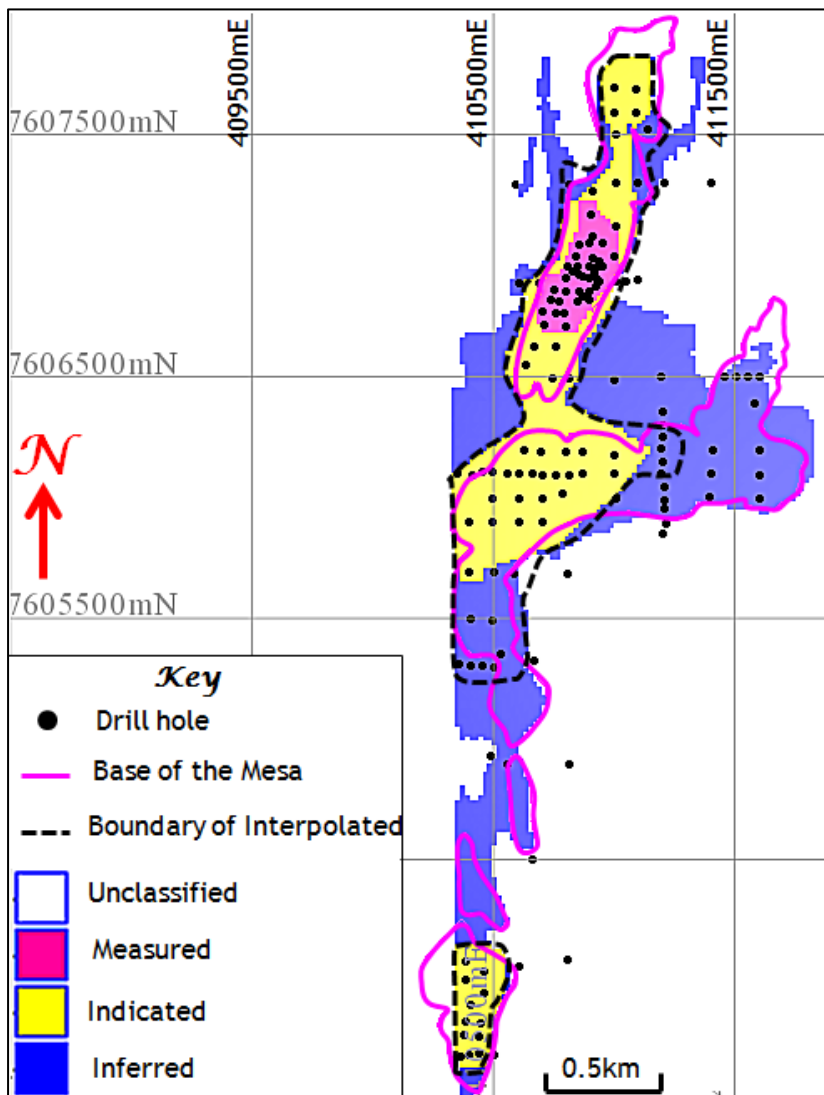 409500mE
410500mE
411500mE
7607500mN
7606500mN
N
7605500mN
Key
Drill hole
Base of the Mesa
Boundary of Interpolated
Unclassified
Measured
Indicated
Inferred
0.5km